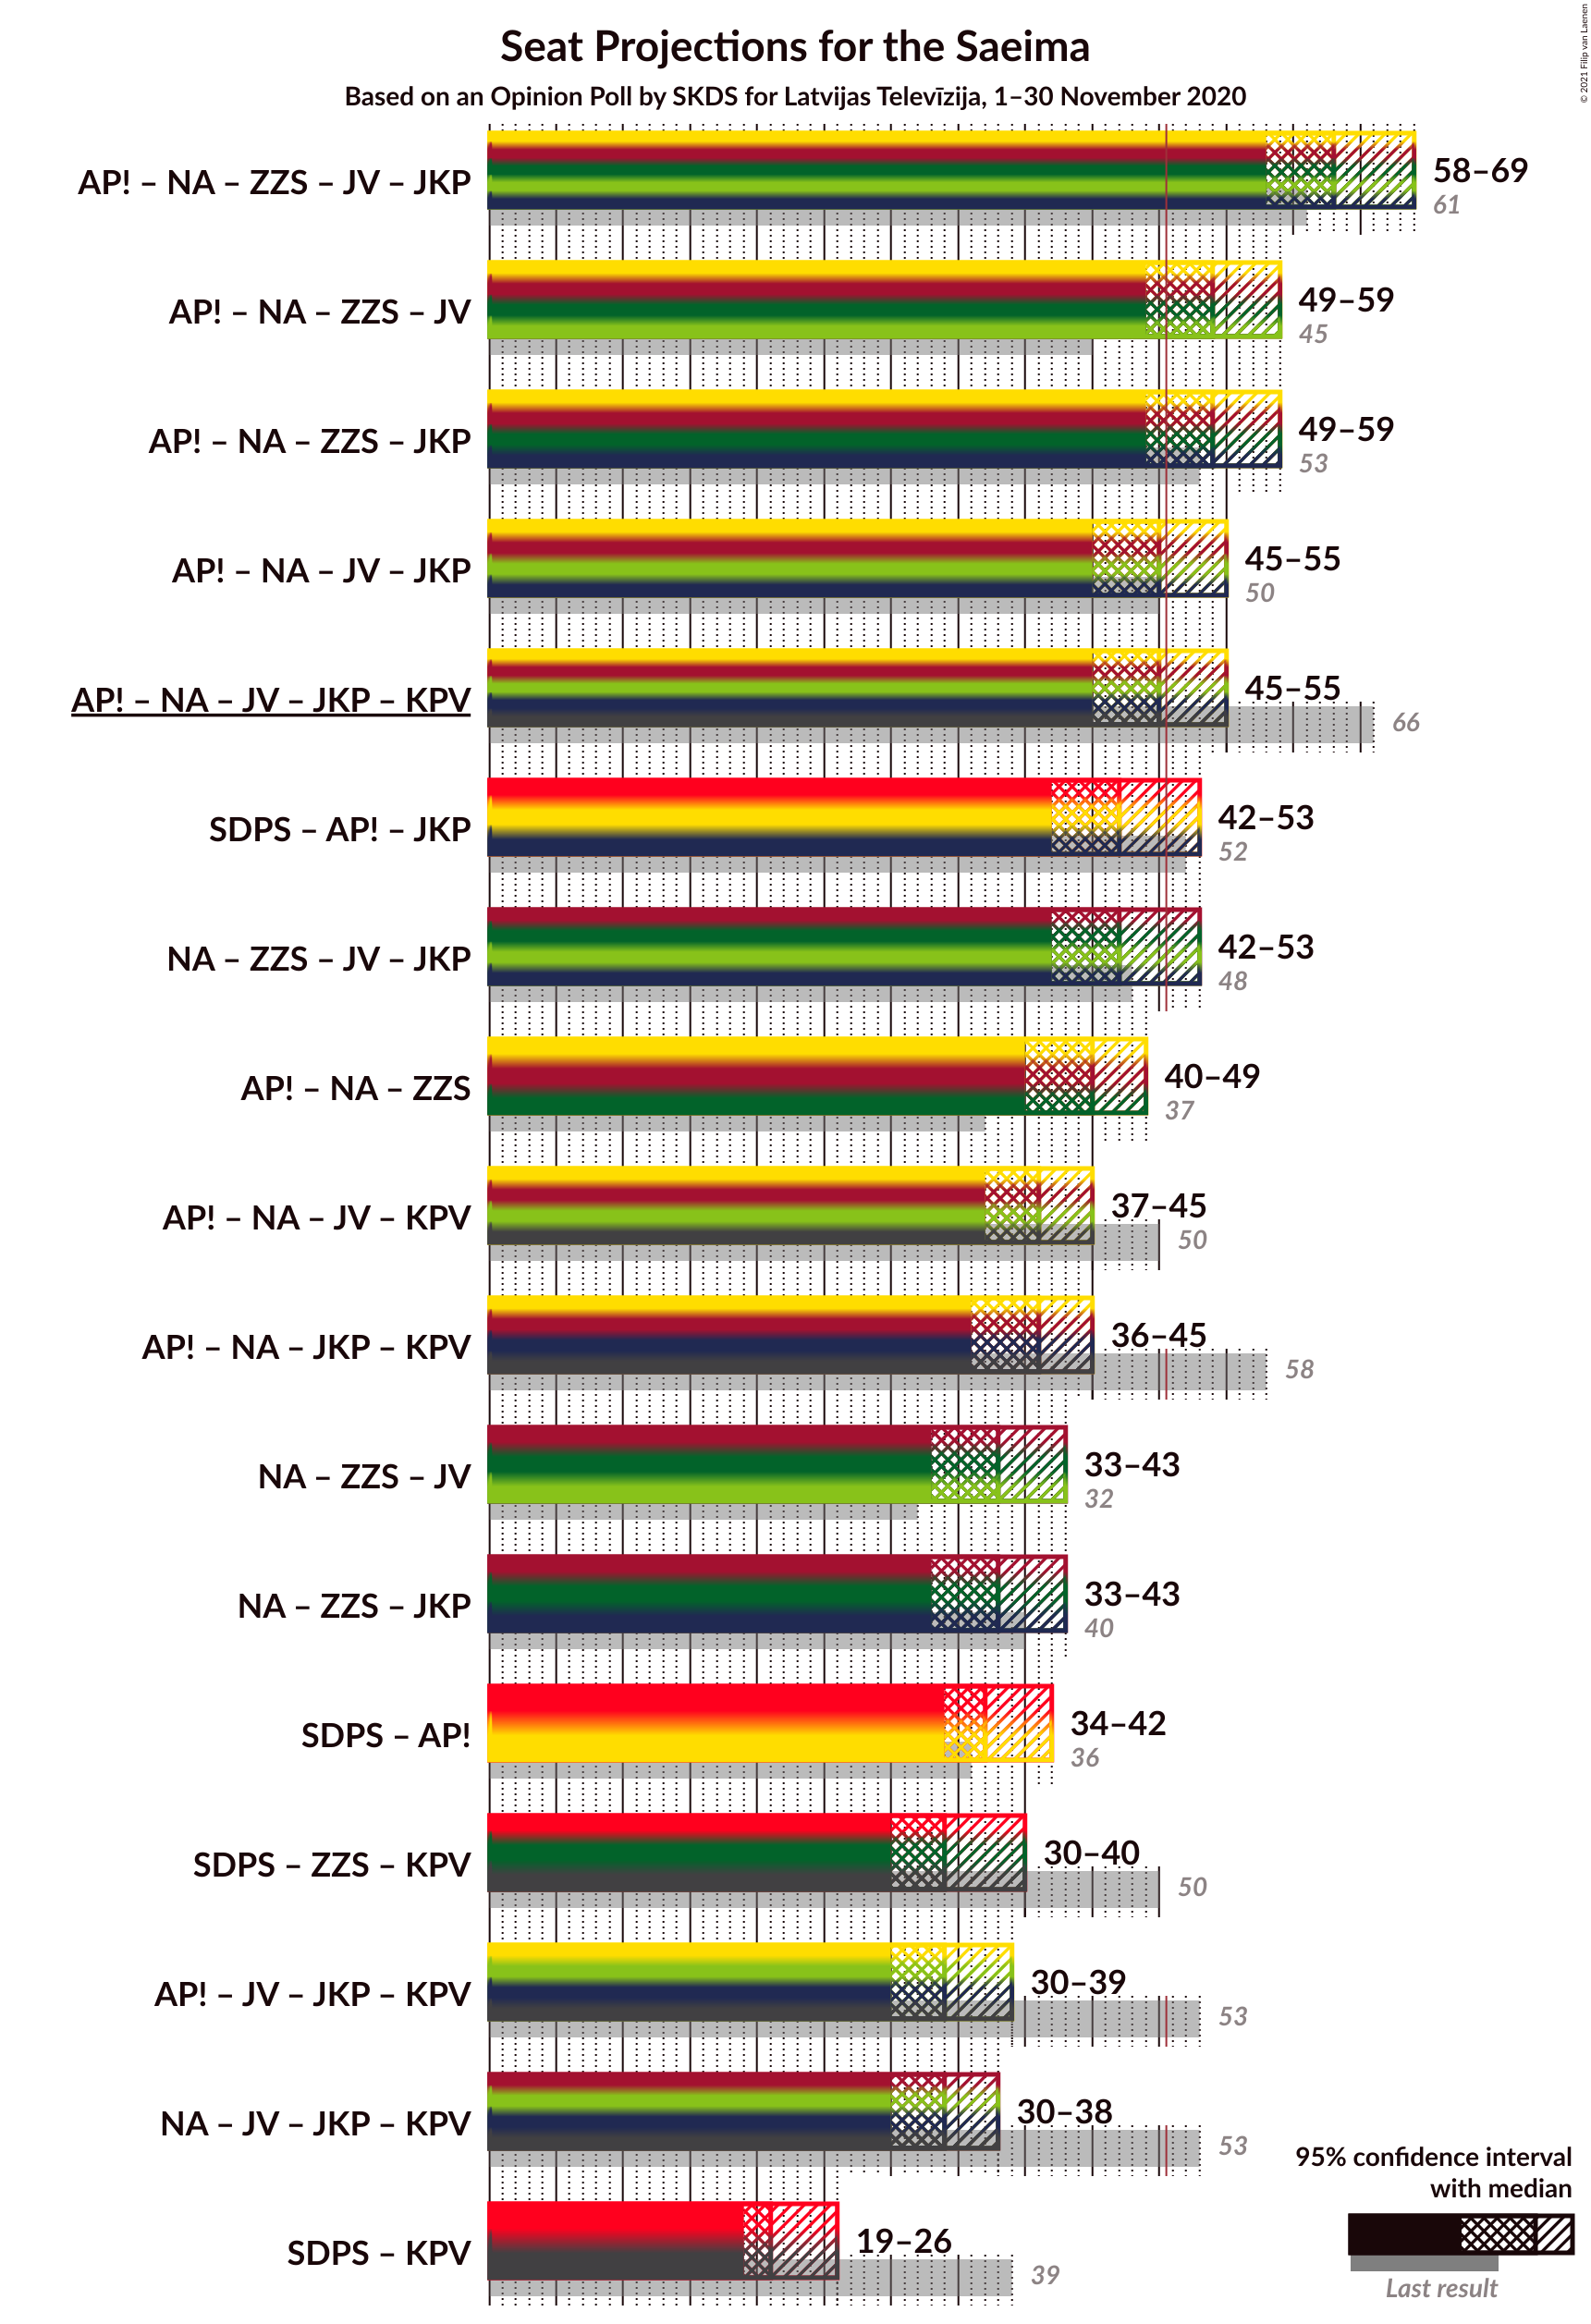 © 2021 Filip van Laenen
Seat Projections for the Saeima
Based on an Opinion Poll by SKDS for Latvijas Televīzija, 1–30 November 2020
AP! – NA – ZZS – JV – JKP
58–69
61
AP! – NA – ZZS – JV
49–59
45
AP! – NA – ZZS – JKP
49–59
53
AP! – NA – JV – JKP
45–55
50
AP! – NA – JV – JKP – KPV
45–55
66
SDPS – AP! – JKP
42–53
52
NA – ZZS – JV – JKP
42–53
48
AP! – NA – ZZS
40–49
37
AP! – NA – JV – KPV
37–45
50
AP! – NA – JKP – KPV
36–45
58
NA – ZZS – JV
33–43
32
NA – ZZS – JKP
33–43
40
SDPS – AP!
34–42
36
SDPS – ZZS – KPV
30–40
50
AP! – JV – JKP – KPV
30–39
53
NA – JV – JKP – KPV
30–38
53
SDPS – KPV
19–26
39
95% confidence interval
with median
Last result